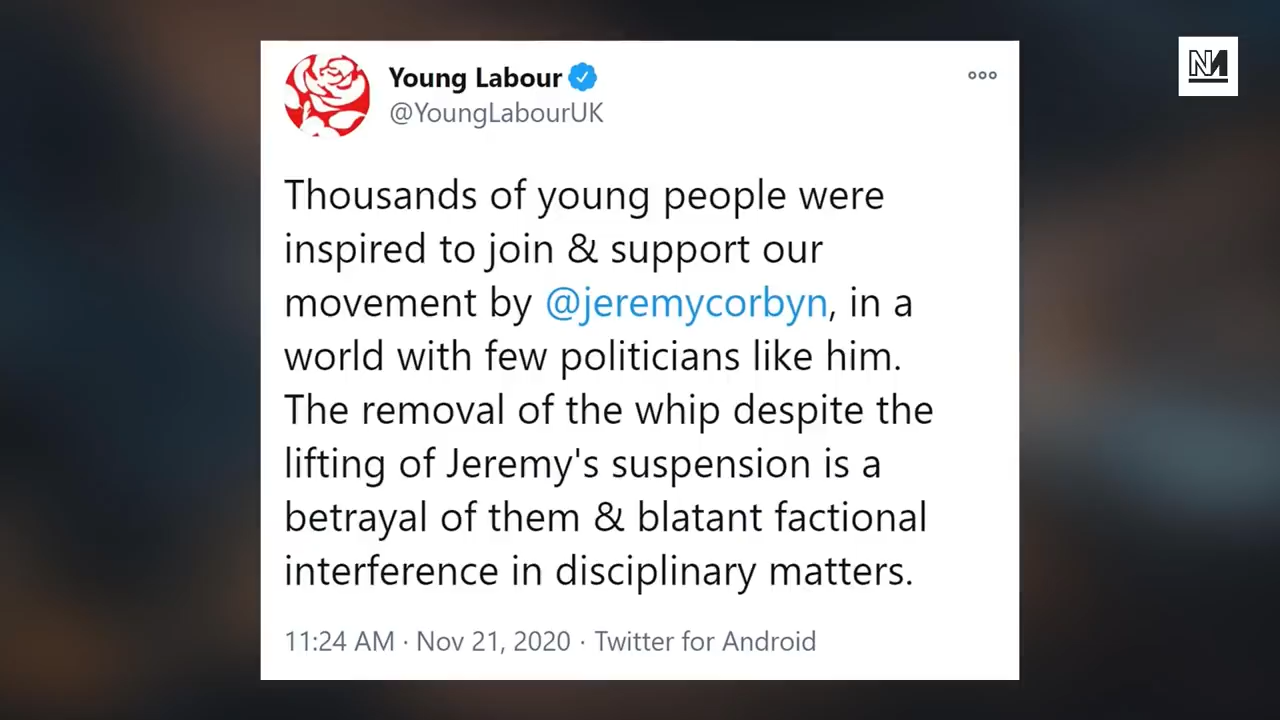 Young Labour
@YoungLabourUK
Thousands of young people were
inspired to join & support our
movement by @jeremycorbyn, in a
world with few politicians like him.
The removal of the whip despite the
lifting of Jeremy's suspension is a
betrayal of them & blatant factional
interference in disciplinary matters.
11:24 AM · Nov 21, 2020 · Twitter for Android
NM